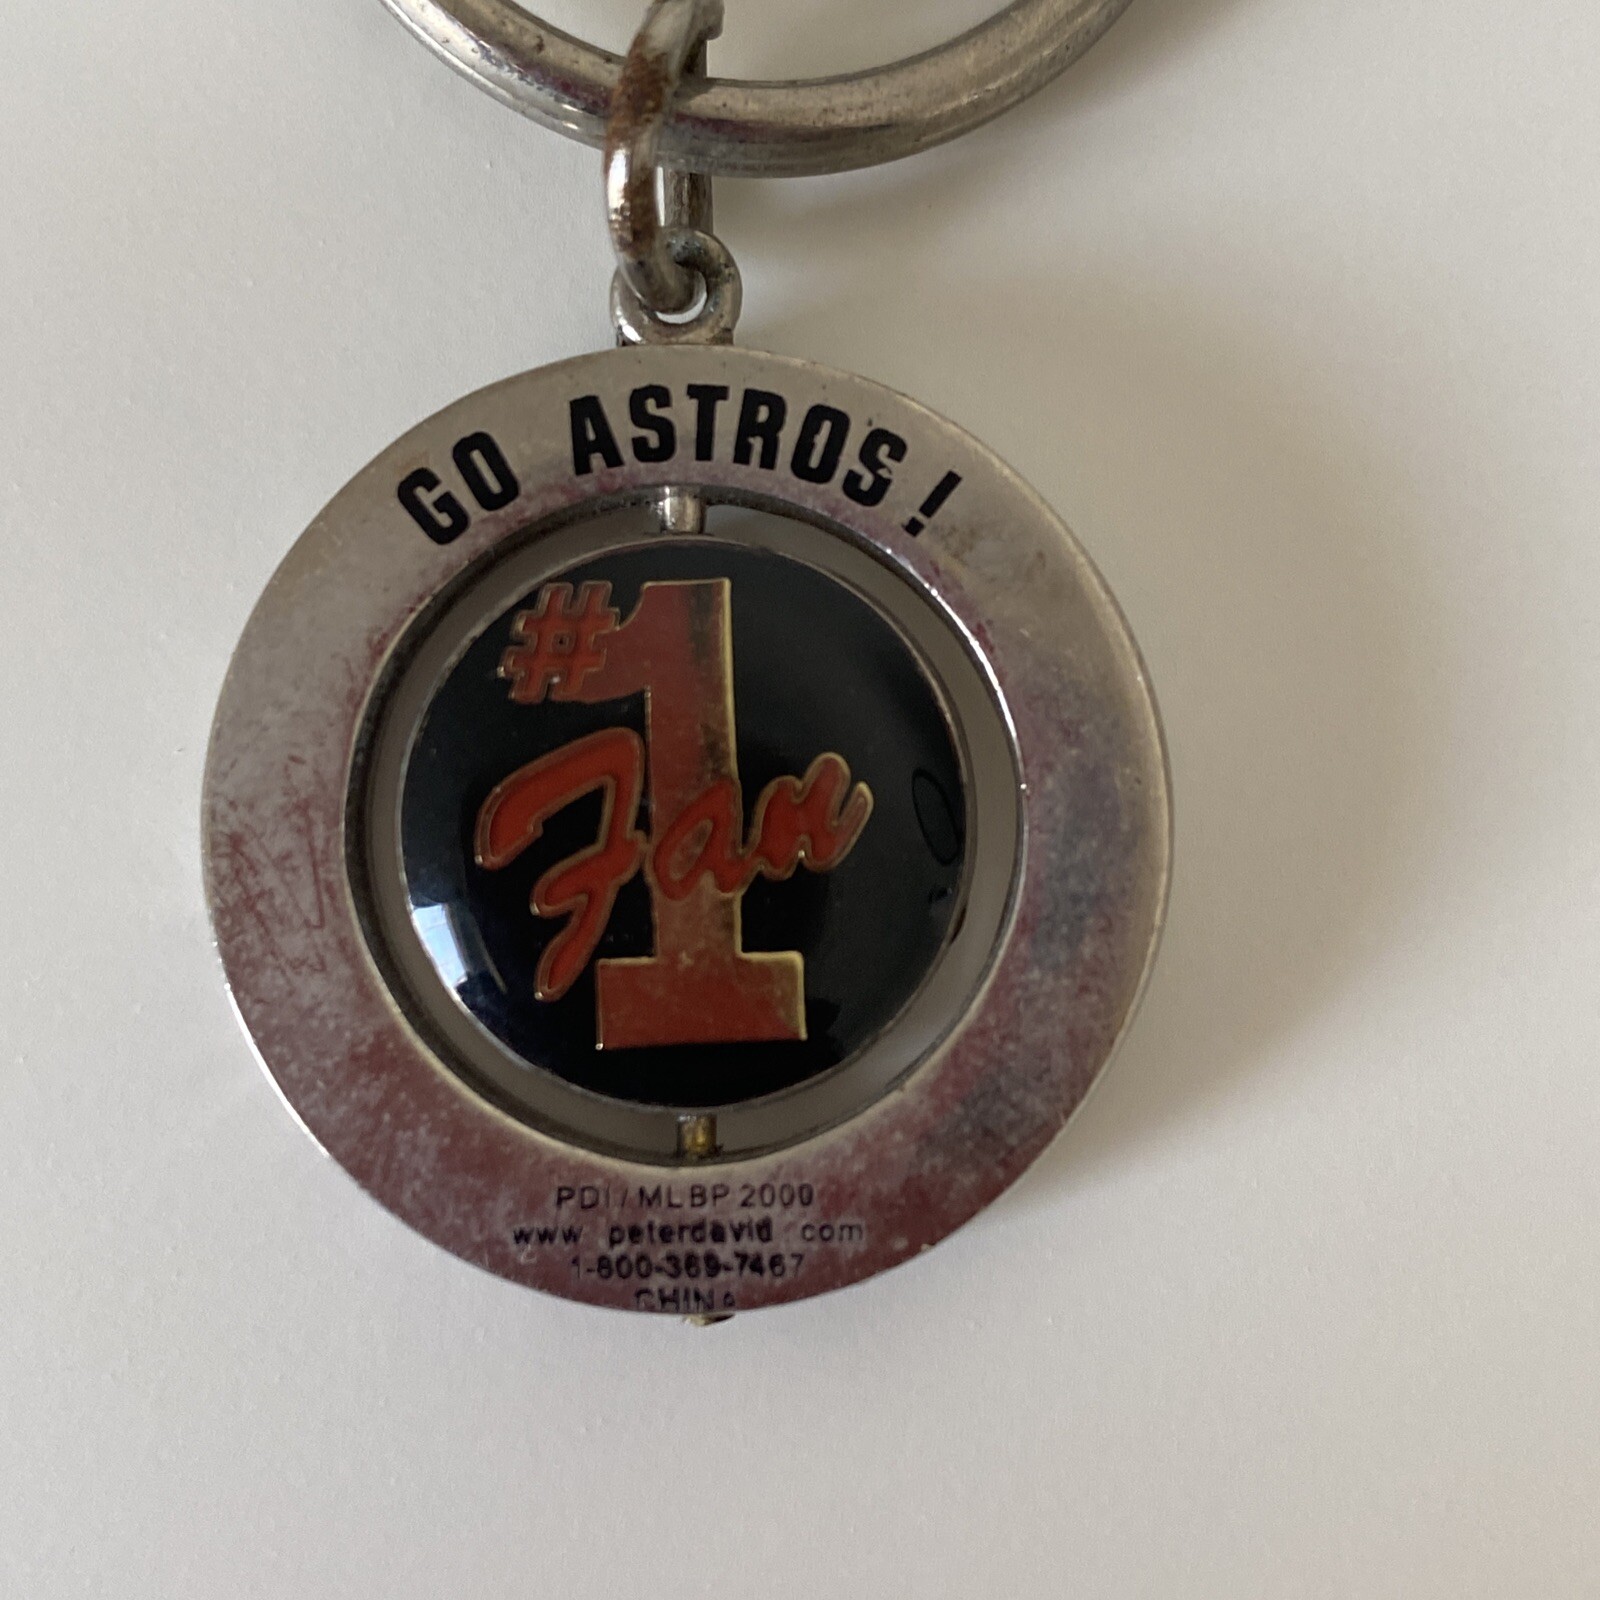 GO ASTROS!
#1
Fan
PDI/MLBP 2000
www peterdavid com
1-800-369-7467
CHINA